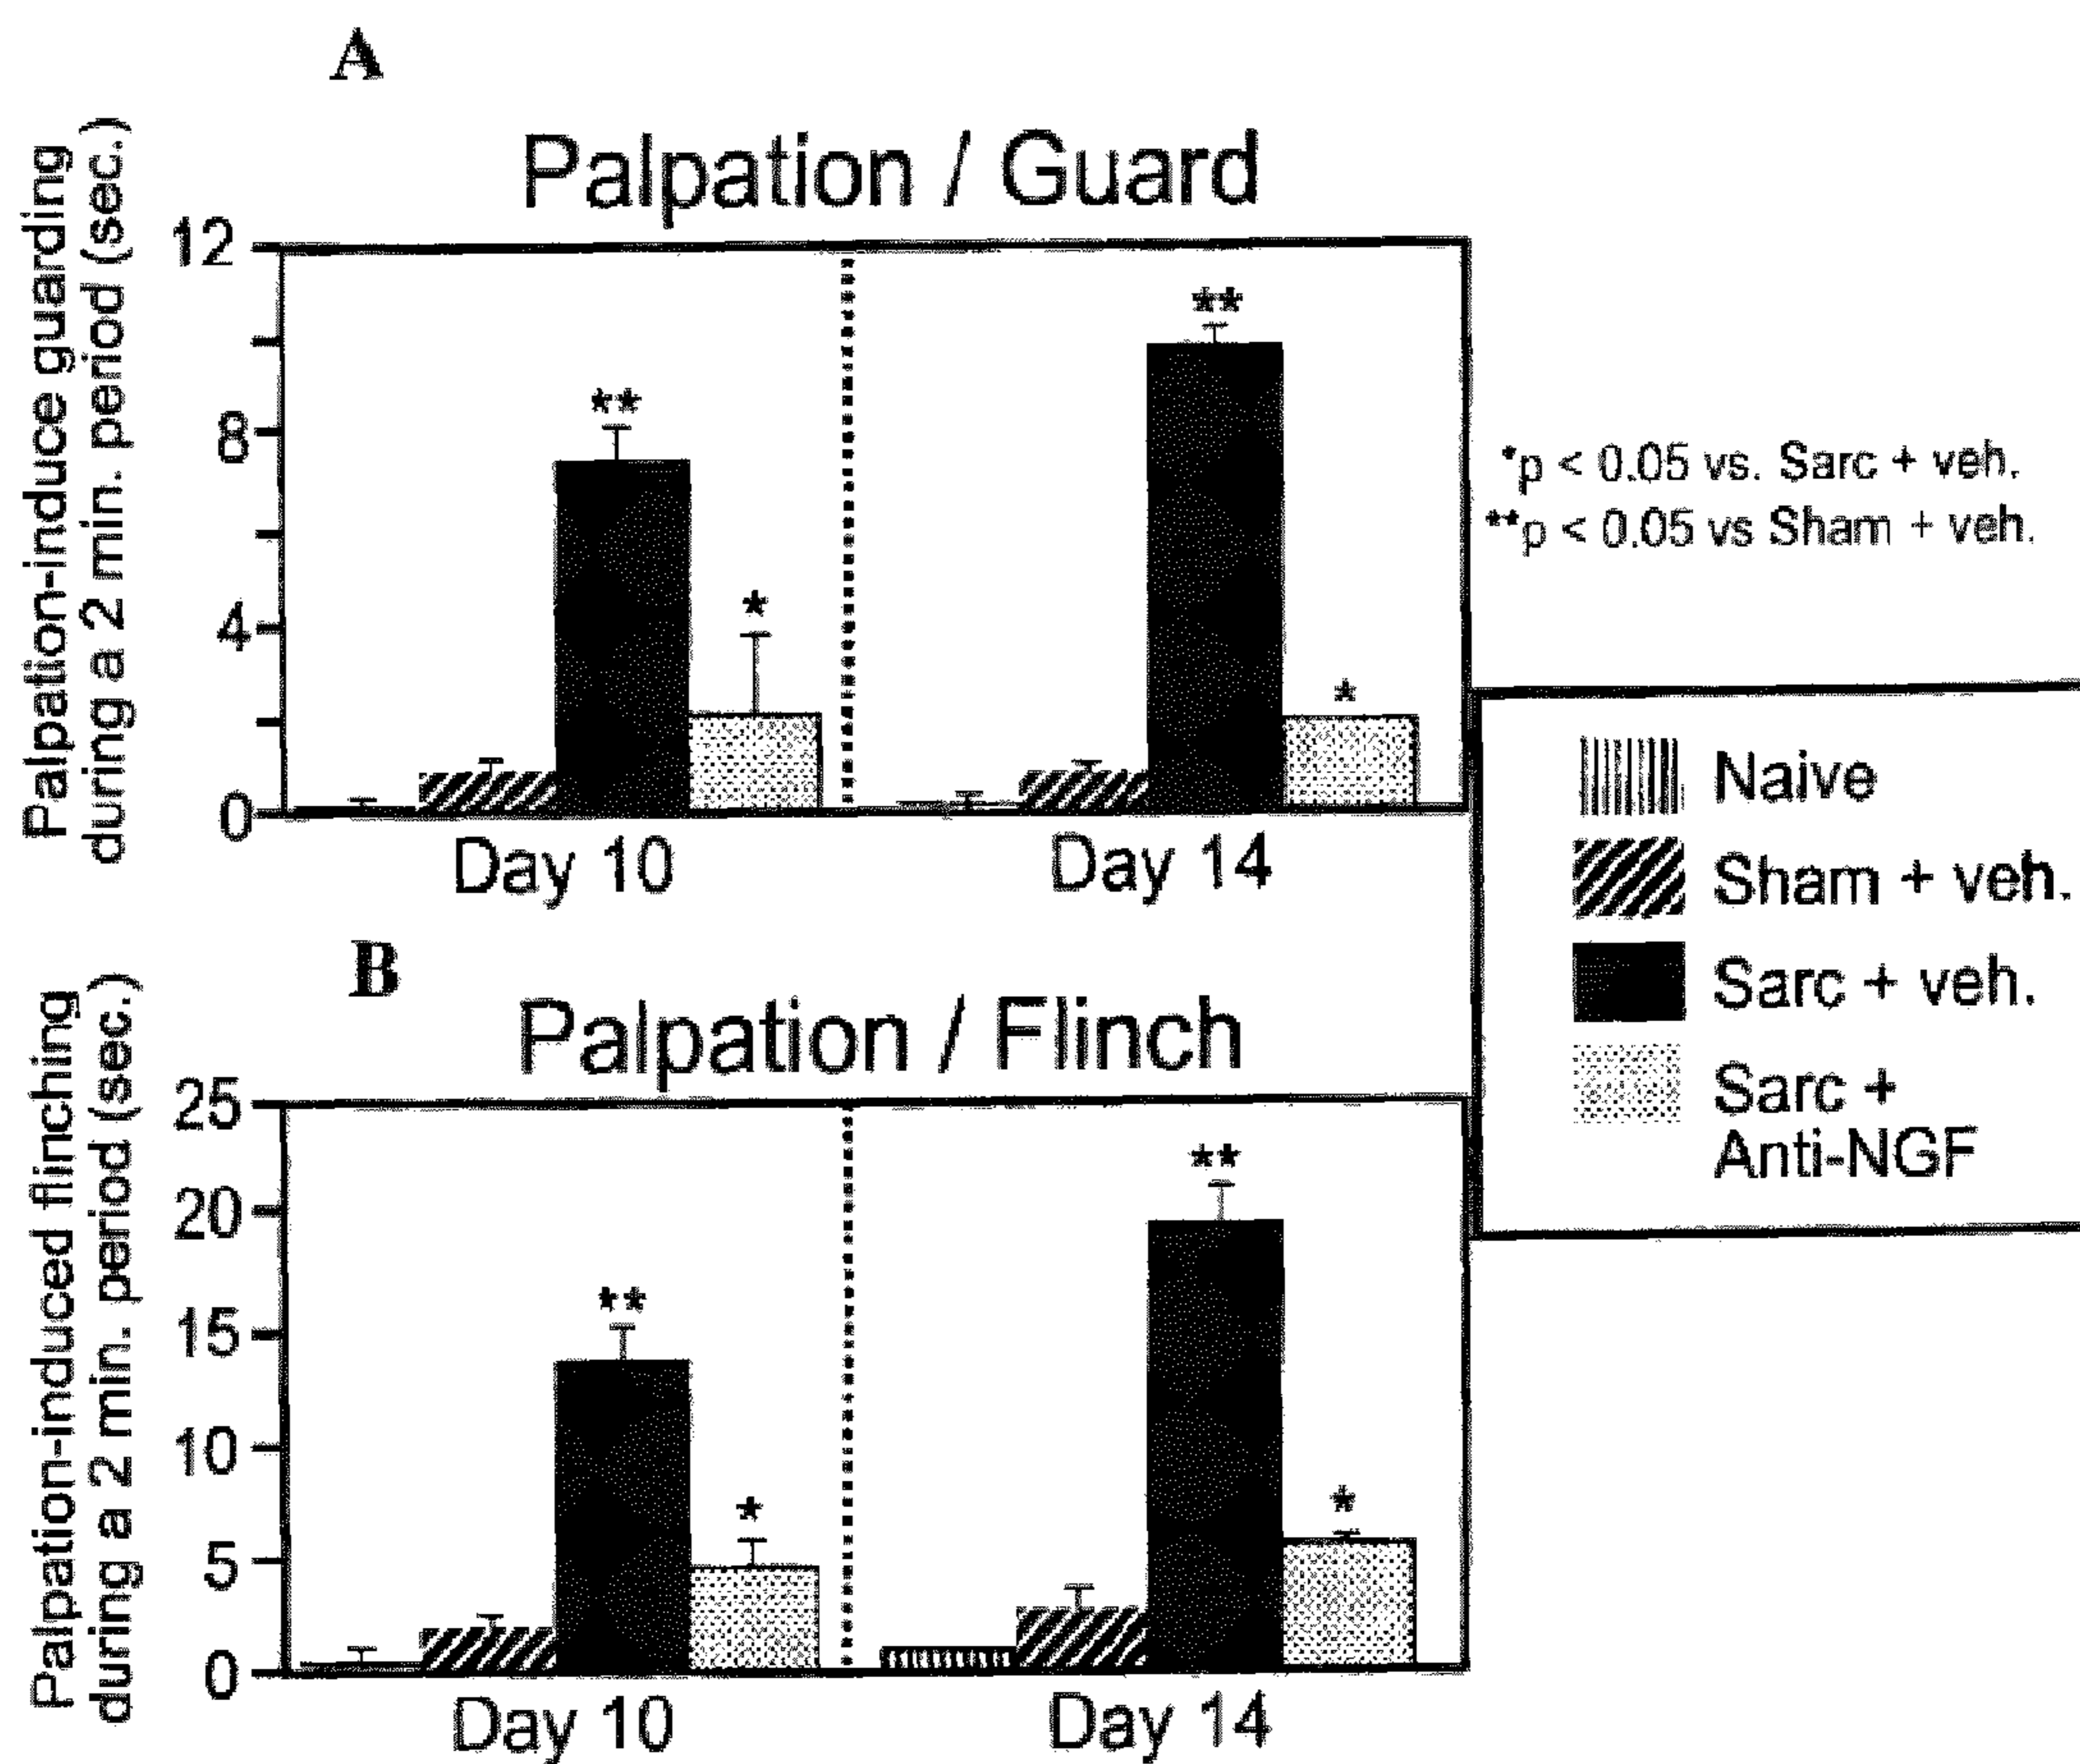 A
Palpation / Guard
Palpation-induce guarding
during a 2 min. period (sec.)
12
8
4
0
**
*
**
*
Day 10
Day 14
*p < 0.05 vs. Sarc + veh.
**p < 0.05 vs Sham + veh.
Naive
Sham + veh.
Sarc + veh.
Sarc +
Anti-NGF
B
Palpation / Flinch
Palpation-induced flinching
during a 2 min. period (sec.)
25
20
15
10
5
0
**
*
**
*
Day 10
Day 14